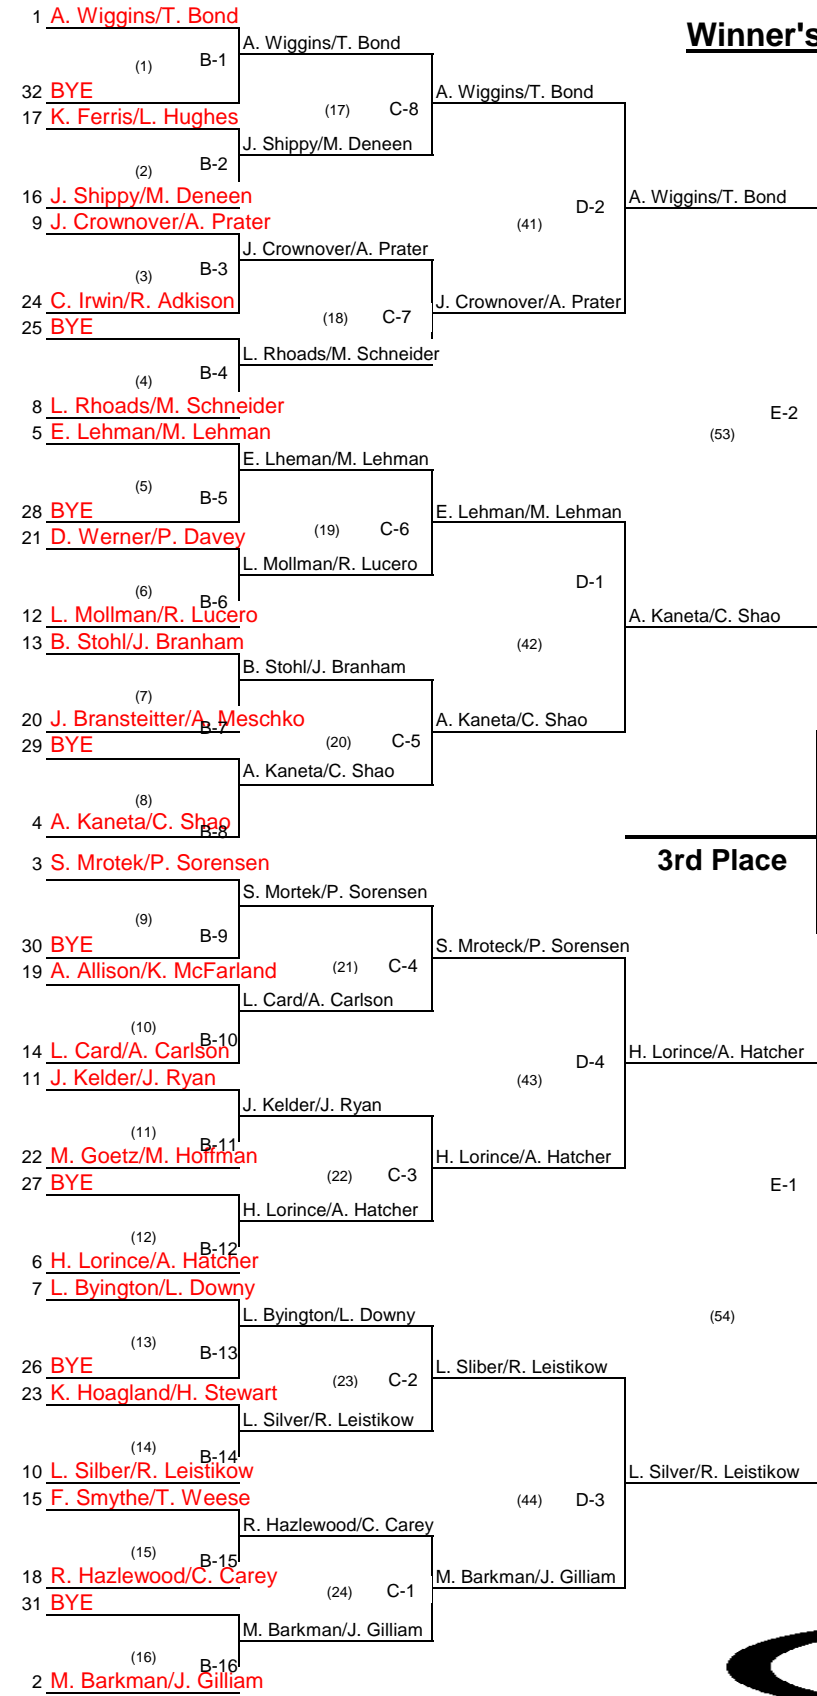 1 A. Wiggins/T. Bond
Winner's
A. Wiggins/T. Bond
(1) B-1
32 BYE
A. Wiggins/T. Bond
17 K. Ferris/L. Hughes
(17) C-8
J. Shippy/M. Deneen
(2) B-2
16 J. Shippy/M. Deneen
A. Wiggins/T. Bond
D-2
9 J. Crownover/A. Prater
(41)
J. Crownover/A. Prater
(3) B-3
24 C. Irwin/R. Adkison
J. Crownover/A. Prater
(18) C-7
25 BYE
L. Rhoads/M. Schneider
(4) B-4
8 L. Rhoads/M. Schneider
E-2
5 E. Lehman/M. Lehman
(53)
E. Lheman/M. Lehman
(5) B-5
28 BYE
E. Lehman/M. Lehman
21 D. Werner/P. Davey
(19) C-6
L. Mollman/R. Lucero
D-1
(6) B-6
12 L. Mollman/R. Lucero
A. Kaneta/C. Shao
13 B. Stohl/J. Branham
(42)
B. Stohl/J. Branham
(7) B-7
20 J. Bransteitter/A. Meschko
A. Kaneta/C. Shao
29 BYE
(20) C-5
A. Kaneta/C. Shao
(8) B-8
4 A. Kaneta/C. Shao
3 S. Mrotek/P. Sorensen
3rd Place
S. Mortek/P. Sorensen
(9) B-9
30 BYE
S. Mroteck/P. Sorensen
19 A. Allison/K. McFarland
(21) C-4
L. Card/A. Carlson
(10) B-10
14 L. Card/A. Carlson
H. Lorince/A. Hatcher
D-4
11 J. Kelder/J. Ryan
(43)
J. Kelder/J. Ryan
(11) B-11
22 M. Goetz/M. Hoffman
H. Lorince/A. Hatcher
(22) C-3
27 BYE
E-1
H. Lorince/A. Hatcher
(12) B-12
6 H. Lorince/A. Hatcher
7 L. Byington/L. Downy
L. Byington/L. Downy
(54)
(13) B-13
26 BYE
L. Sliber/R. Leistikow
(23) C-2
23 K. Hoagland/H. Stewart
L. Silver/R. Leistikow
(14) B-14
10 L. Silber/R. Leistikow
L. Silver/R. Leistikow
15 F. Smythe/T. Weese
(44) D-3
R. Hazlewood/C. Carey
(15) B-15
18 R. Hazlewood/C. Carey
M. Barkman/J. Gilliam
(24) C-1
31 BYE
M. Barkman/J. Gilliam
(16) B-16
2 M. Barkman/J. Gilliam